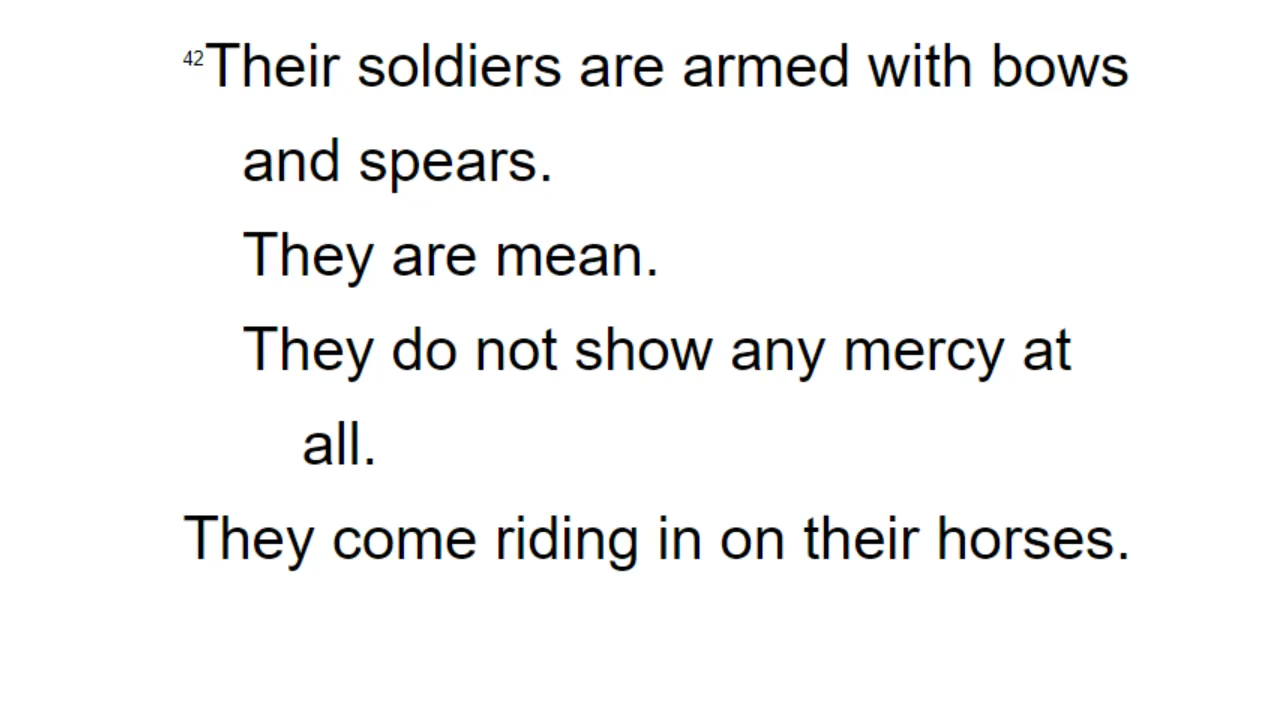 42Their soldiers are armed with bows
and spears.
They are mean.
They do not show any mercy at
all.
They come riding in on their horses.